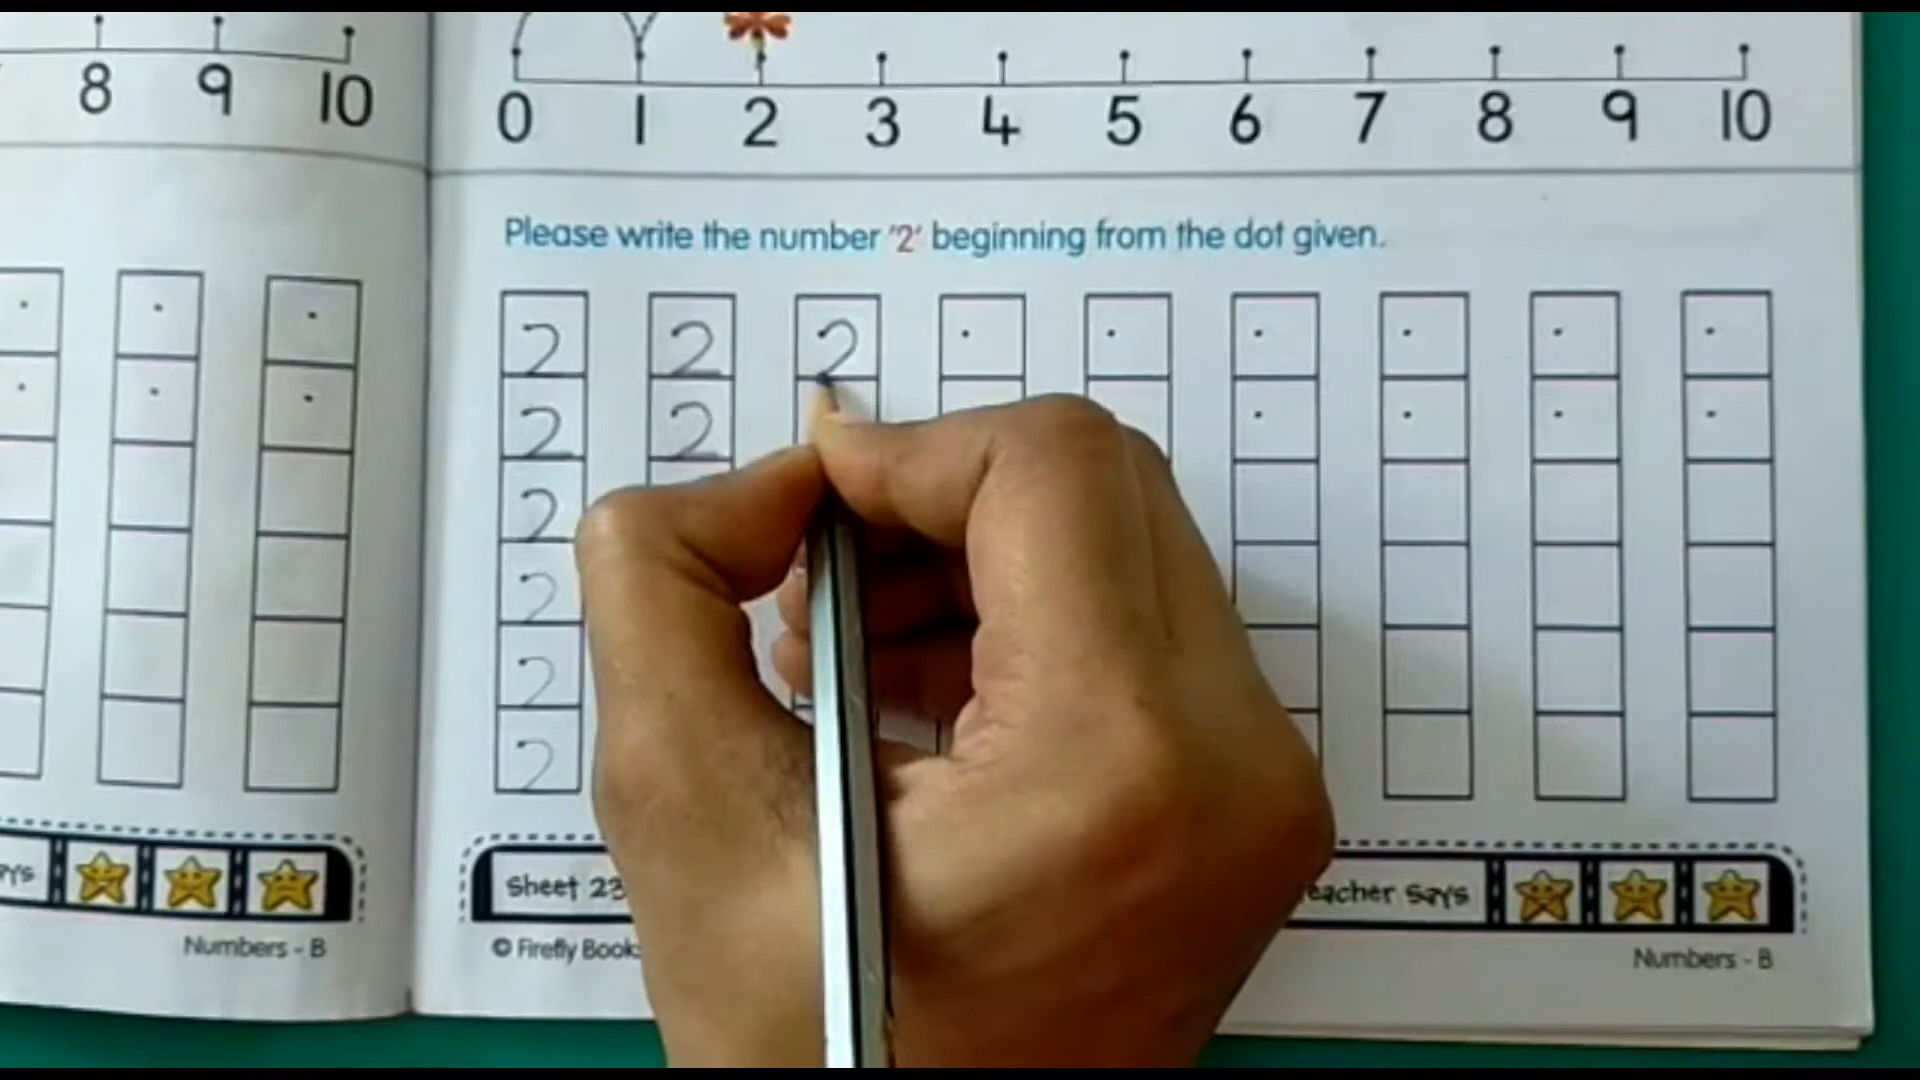 8 9 10
0 1 2 3 4 5 6 7 8 9 10
Please write the number '2' beginning from the dot given.
2 2 2
2 2
2
2
2
2
Sheet 23
Teacher Says
Numbers - B
© Firefly Books
Numbers - B